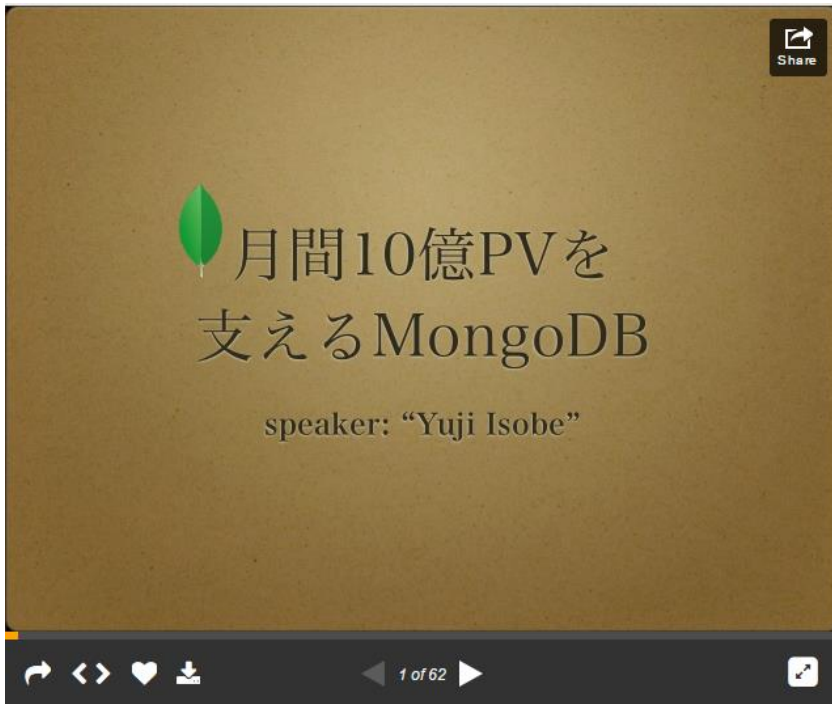 Share
月間10億PVを
支えるMongoDB
speaker: “Yuji Isobe”
1 of 62